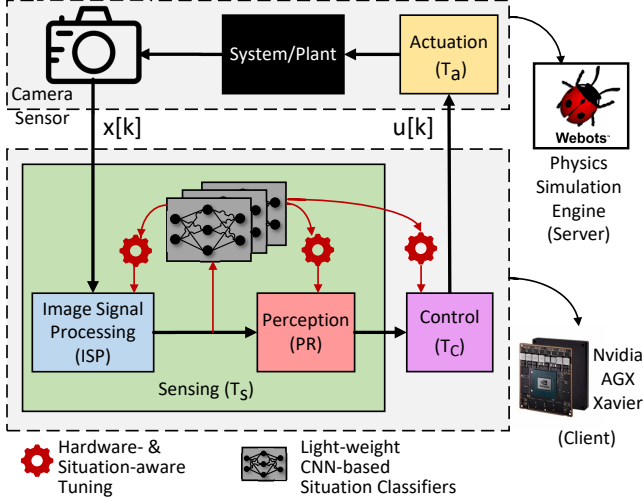 Camera
Sensor
System/Plant
Actuation
(Ta)
Webots™
Physics
Simulation
Engine
(Server)
x[k]
u[k]
Image Signal
Processing
(ISP)
Perception
(PR)
Control
(TC)
Sensing (TS)
Nvidia
AGX
Xavier
(Client)
Hardware- &
Situation-aware
Tuning
Light-weight
CNN-based
Situation Classifiers